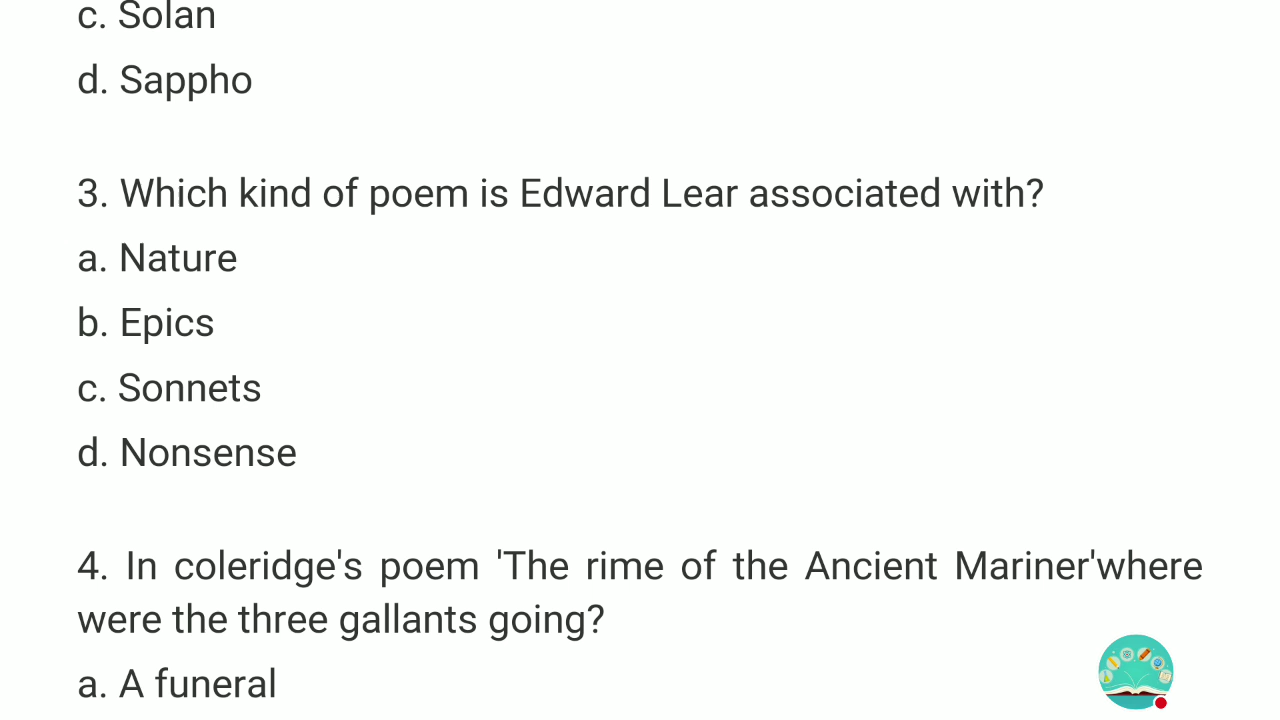 c. Solan
d. Sappho
3. Which kind of poem is Edward Lear associated with?
a. Nature
b. Epics
c. Sonnets
d. Nonsense
4. In coleridge's poem 'The rime of the Ancient Mariner'where
were the three gallants going?
a. A funeral